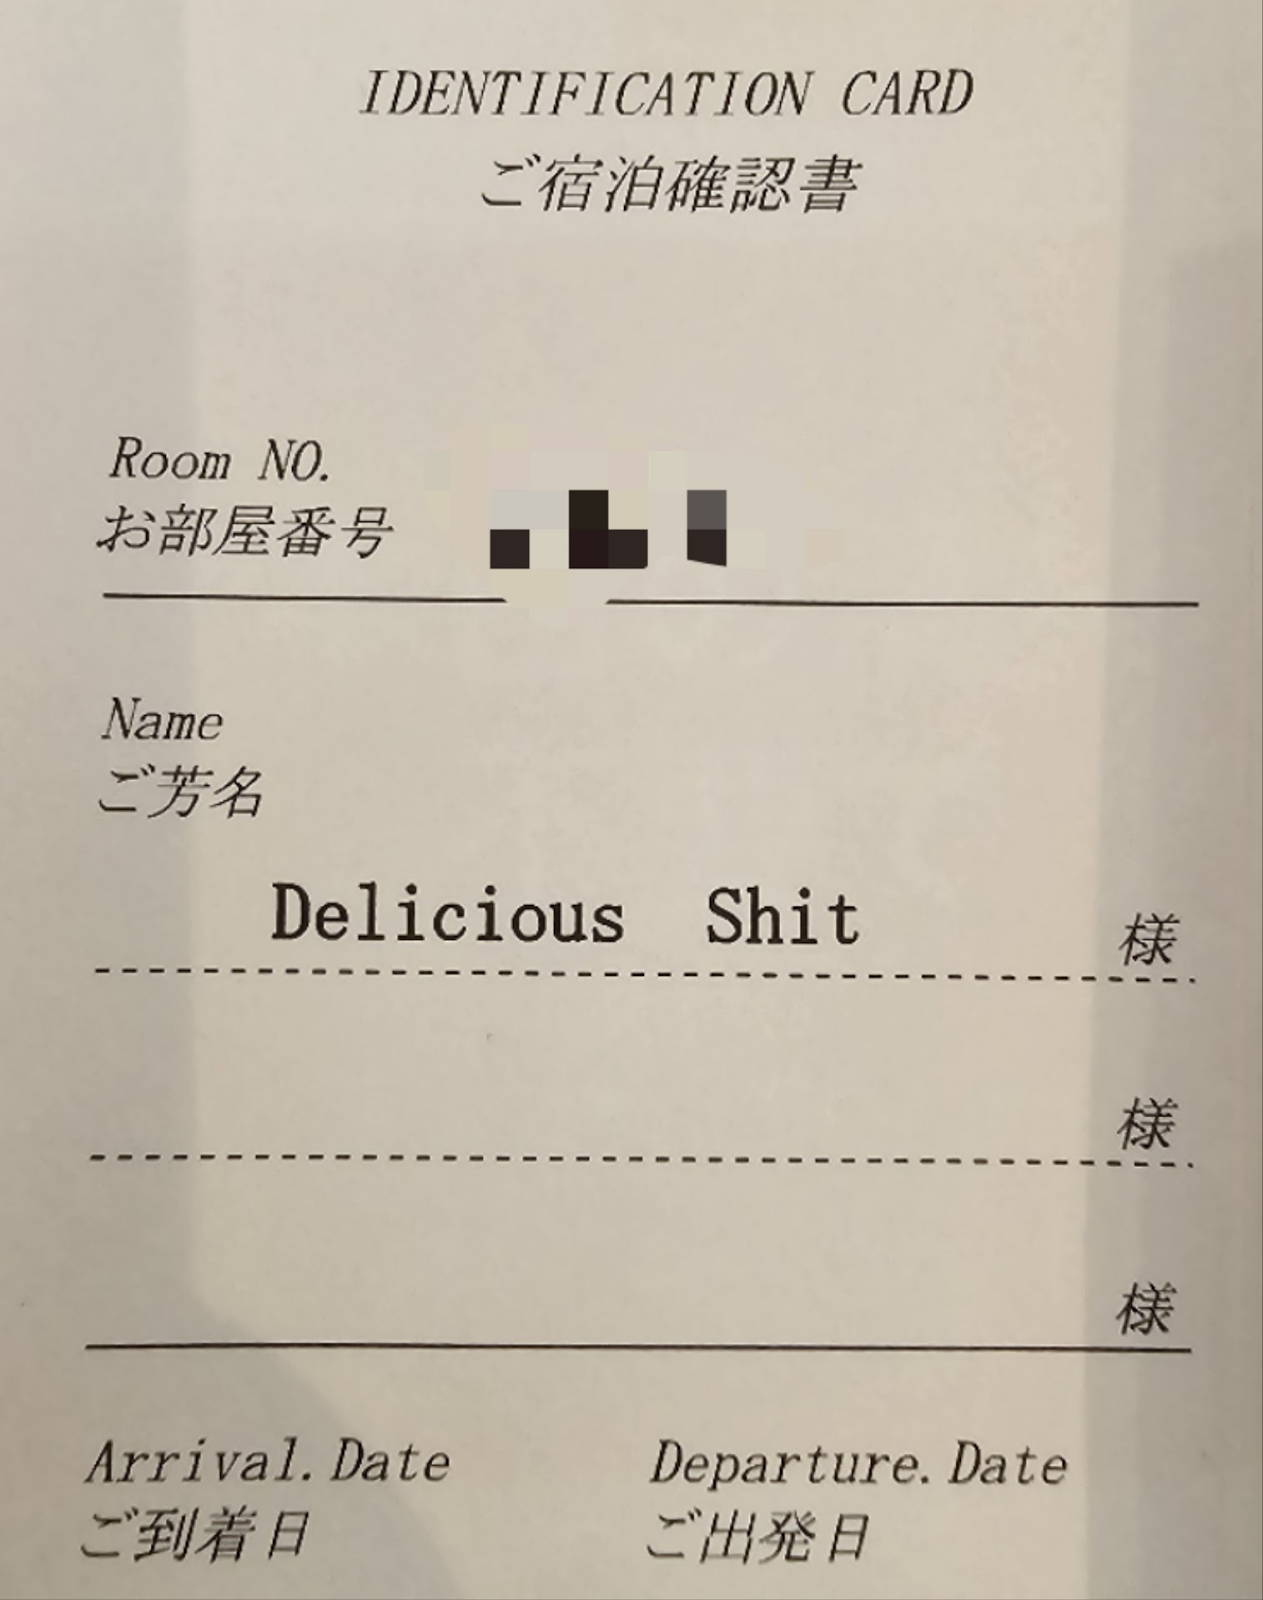 IDENTIFICATION CARD
ご宿泊確認書
Room NO.
お部屋番号
Name
ご芳名
Delicious Shit 様
様
様
Arrival.Date Departure.Date
ご到着日 ご出発日